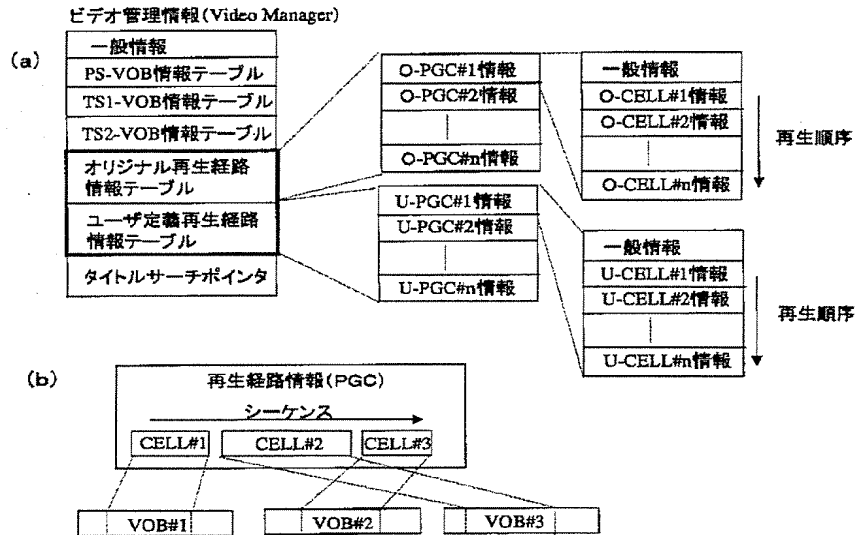 ビデオ管理情報(Video Manager)
(a)
一般情報
PS-VOB情報テーブル
TS1-VOB情報テーブル
TS2-VOB情報テーブル
オリジナル再生経路
情報テーブル
ユーザ定義再生経路
情報テーブル
タイトルサーチポインタ
O-PGC#1情報
O-PGC#2情報
O-PGC#n情報
U-PGC#1情報
U-PGC#2情報
U-PGC#n情報
一般情報
O-CELL#1情報
O-CELL#2情報
O-CELL#n情報
再生順序
一般情報
U-CELL#1情報
U-CELL#2情報
U-CELL#n情報
再生順序
(b)
再生経路情報(PGC)
シーケンス
CELL#1
CELL#2
CELL#3
VOB#1
VOB#2
VOB#3